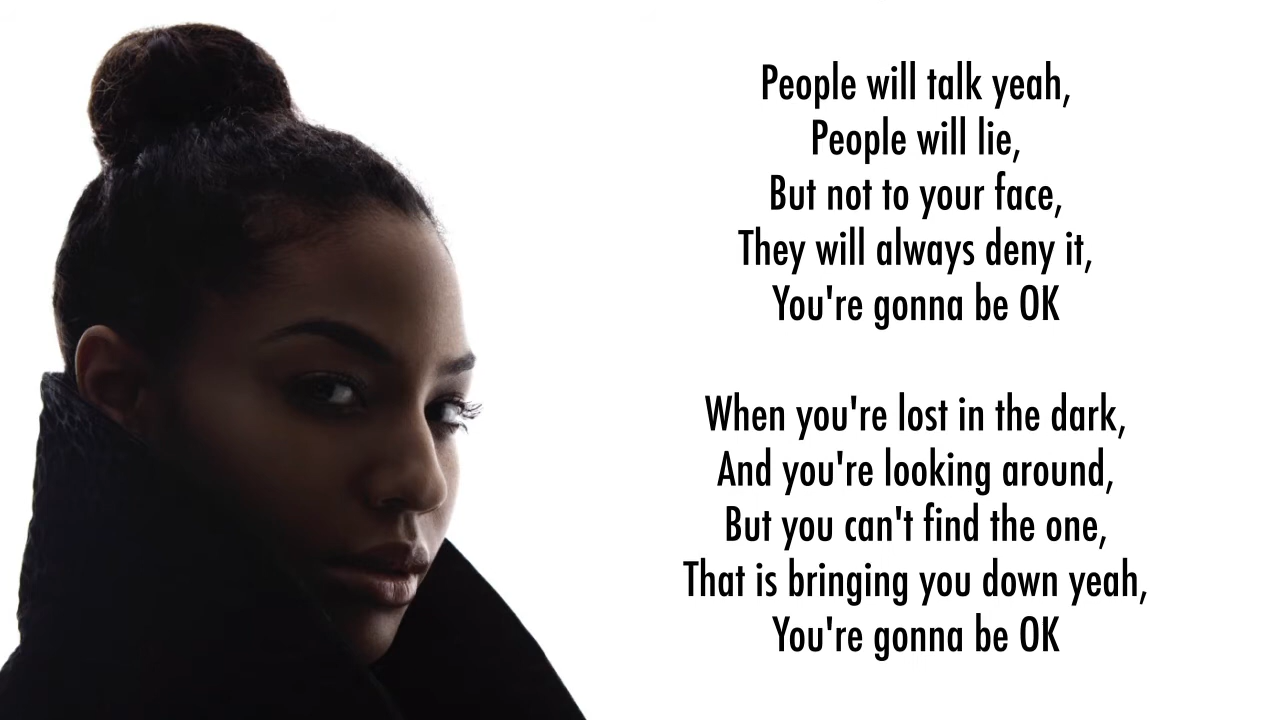 People will talk yeah,
People will lie,
But not to your face,
They will always deny it,
You're gonna be OK
When you're lost in the dark,
And you're looking around,
But you can't find the one,
That is bringing you down yeah,
You're gonna be OK